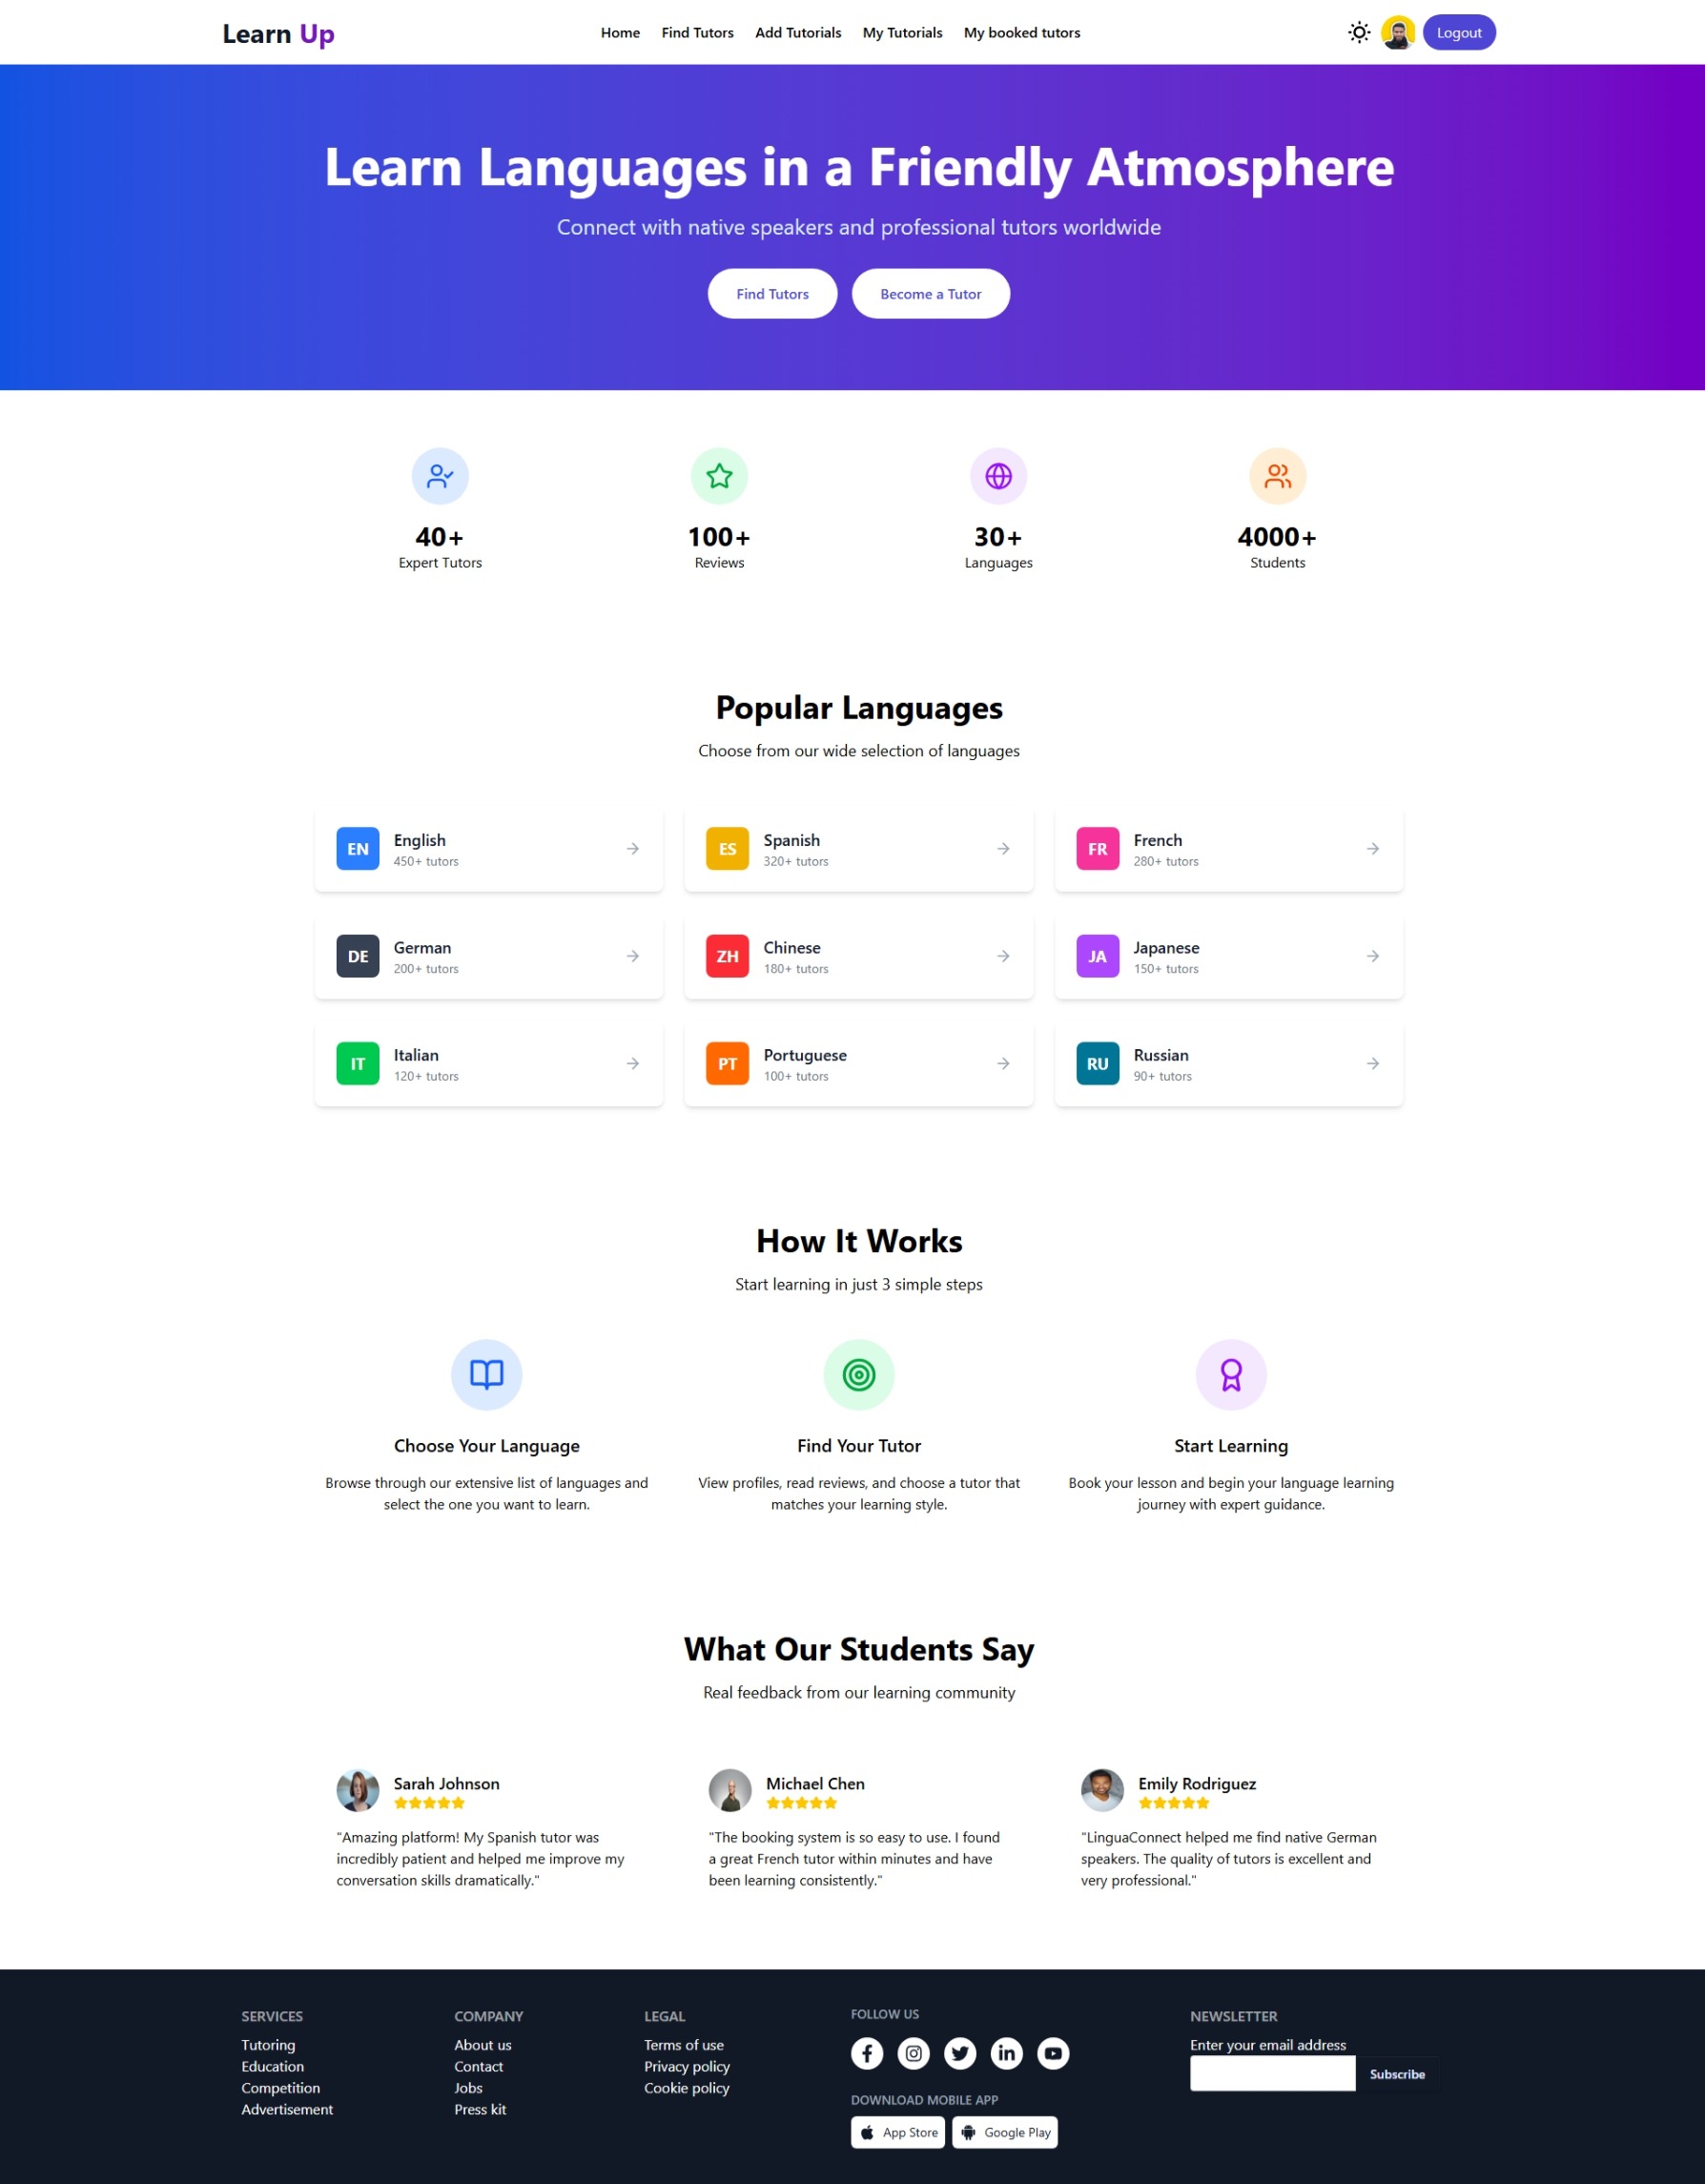 Learn Up
Home Find Tutors Add Tutorials My Tutorials My booked tutors
Logout
Learn Languages in a Friendly Atmosphere
Connect with native speakers and professional tutors worldwide
Find Tutors Become a Tutor
40+ 100+ 30+ 4000+
Expert Tutors Reviews Languages Students
Popular Languages
Choose from our wide selection of languages
EN English
450+ tutors
ES Spanish
320+ tutors
FR French
280+ tutors
DE German
200+ tutors
ZH Chinese
180+ tutors
JA Japanese
150+ tutors
IT Italian
120+ tutors
PT Portuguese
100+ tutors
RU Russian
90+ tutors
How It Works
Start learning in just 3 simple steps
Choose Your Language
Browse through our extensive list of languages and
select the one you want to learn.
Find Your Tutor
View profiles, read reviews, and choose a tutor that
matches your learning style.
Start Learning
Book your lesson and begin your language learning
journey with expert guidance.
What Our Students Say
Real feedback from our learning community
Sarah Johnson
"Amazing platform! My Spanish tutor was
incredibly patient and helped me improve my
conversation skills dramatically."
Michael Chen
"The booking system is so easy to use. I found
a great French tutor within minutes and have
been learning consistently."
Emily Rodriguez
"LinguaConnect helped me find native German
speakers. The quality of tutors is excellent and
very professional."
SERVICES
Tutoring
Education
Competition
Advertisement
COMPANY
About us
Contact
Jobs
Press kit
LEGAL
Terms of use
Privacy policy
Cookie policy
FOLLOW US
DOWNLOAD MOBILE APP
App Store Google Play
NEWSLETTER
Enter your email address
Subscribe